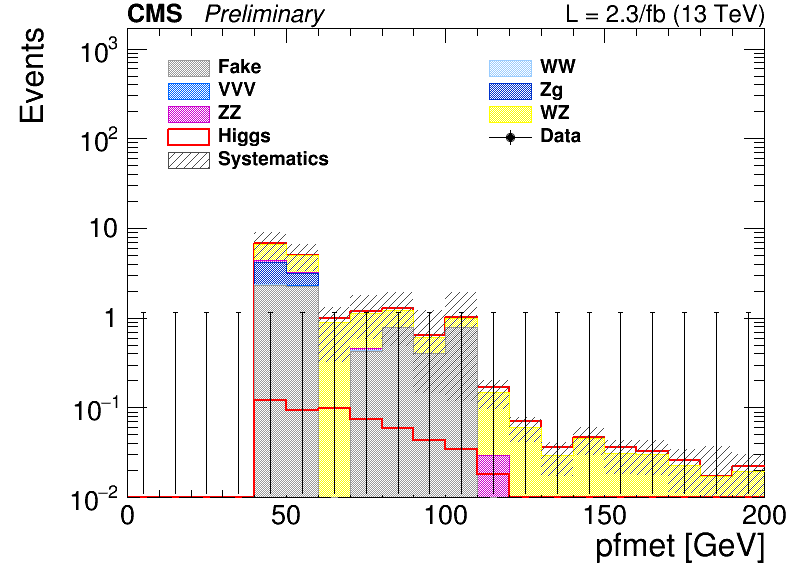 CMS Preliminary L = 2.3/fb (13 TeV)
Events
10³
10²
10
1
10⁻¹
10⁻²
Fake
VVV
ZZ
Higgs
Systematics
WW
Zg
WZ
Data
0 50 100 150 200
pfmet [GeV]